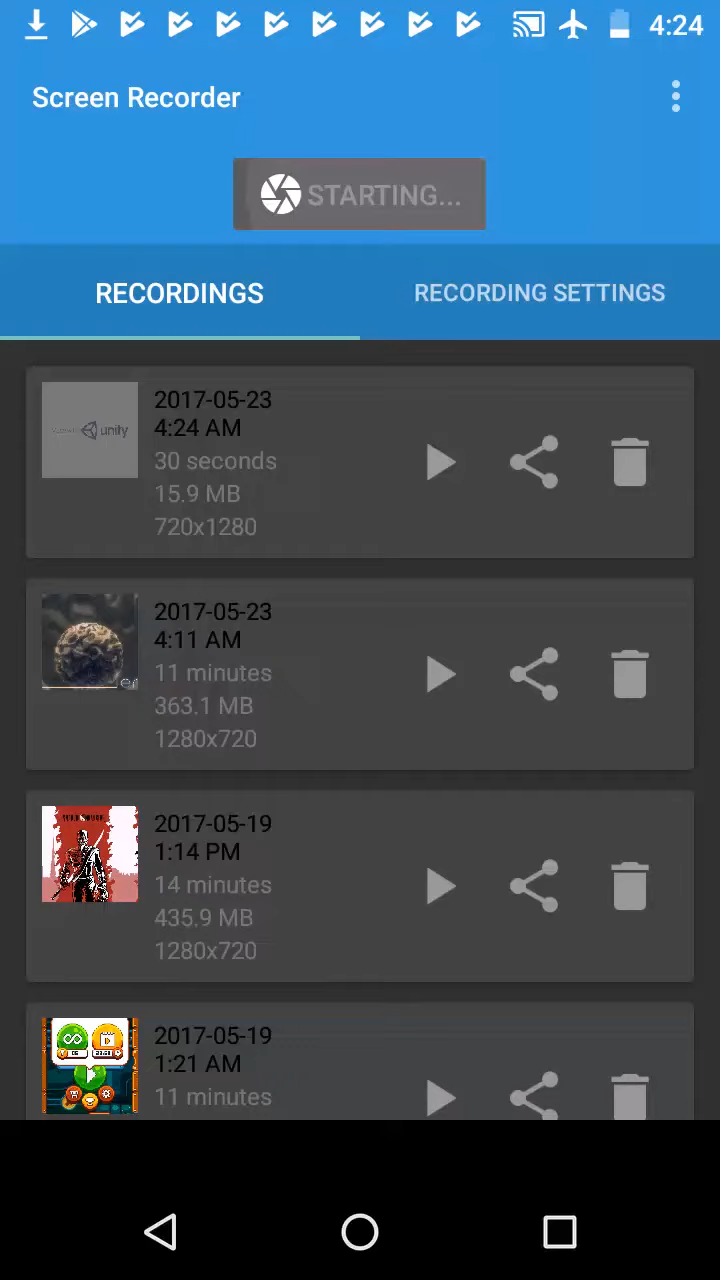 4:24
Screen Recorder
STARTING...
RECORDINGS
RECORDING SETTINGS
unity
2017-05-23
4:24 AM
30 seconds
15.9 MB
720x1280
2017-05-23
4:11 AM
11 minutes
363.1 MB
1280x720
2017-05-19
1:14 PM
14 minutes
435.9 MB
1280x720
2017-05-19
1:21 AM
11 minutes